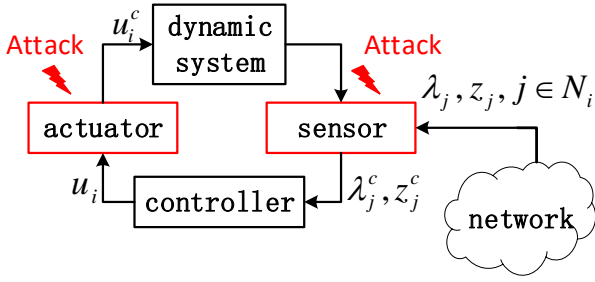 u_i^c
dynamic
system
Attack
Attack
λ_j, z_j, j ∈ N_i
actuator
sensor
u_i
controller
λ_j^c, z_j^c
network